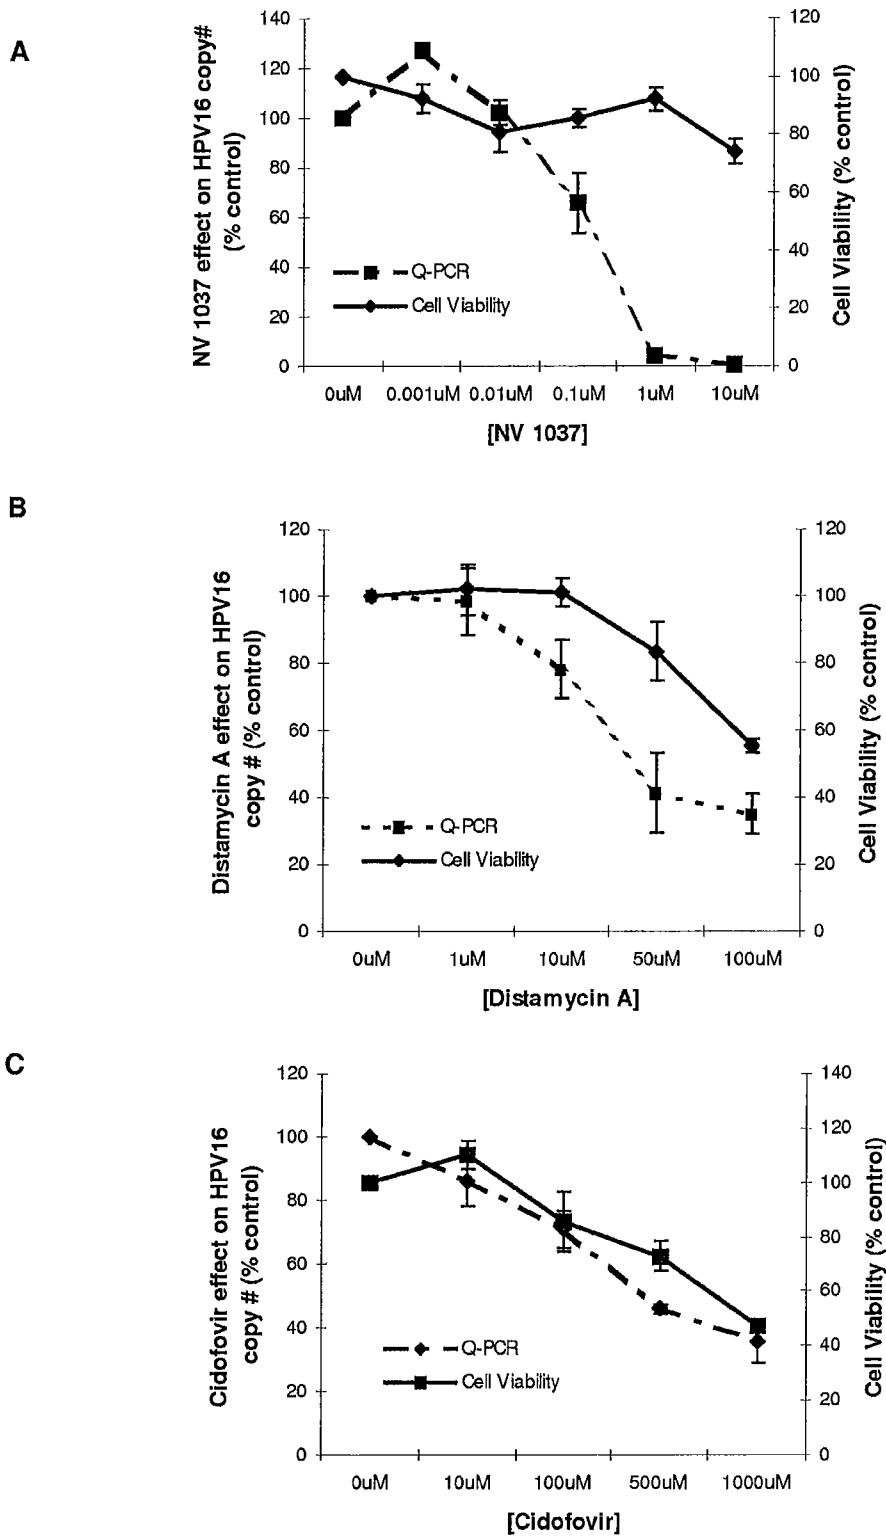 A
NV 1037 effect on HPV16 copy#
(% control)
140
120
100
80
60
40
20
0
120
100
80
60
40
20
0
Cell Viability (% control)
Q-PCR
Cell Viability
0uM 0.001uM 0.01uM 0.1uM 1uM 10uM
[NV 1037]
B
Distamycin A effect on HPV16
copy # (% control)
120
100
80
60
40
20
0
120
100
80
60
40
20
0
Cell Viability (% control)
Q-PCR
Cell Viability
0uM 1uM 10uM 50uM 100uM
[Distamycin A]
C
Cidofovir effect on HPV16
copy # (% control)
120
100
80
60
40
20
0
140
120
100
80
60
40
20
0
Cell Viability (% control)
Q-PCR
Cell Viability
0uM 10uM 100uM 500uM 1000uM
[Cidofovir]